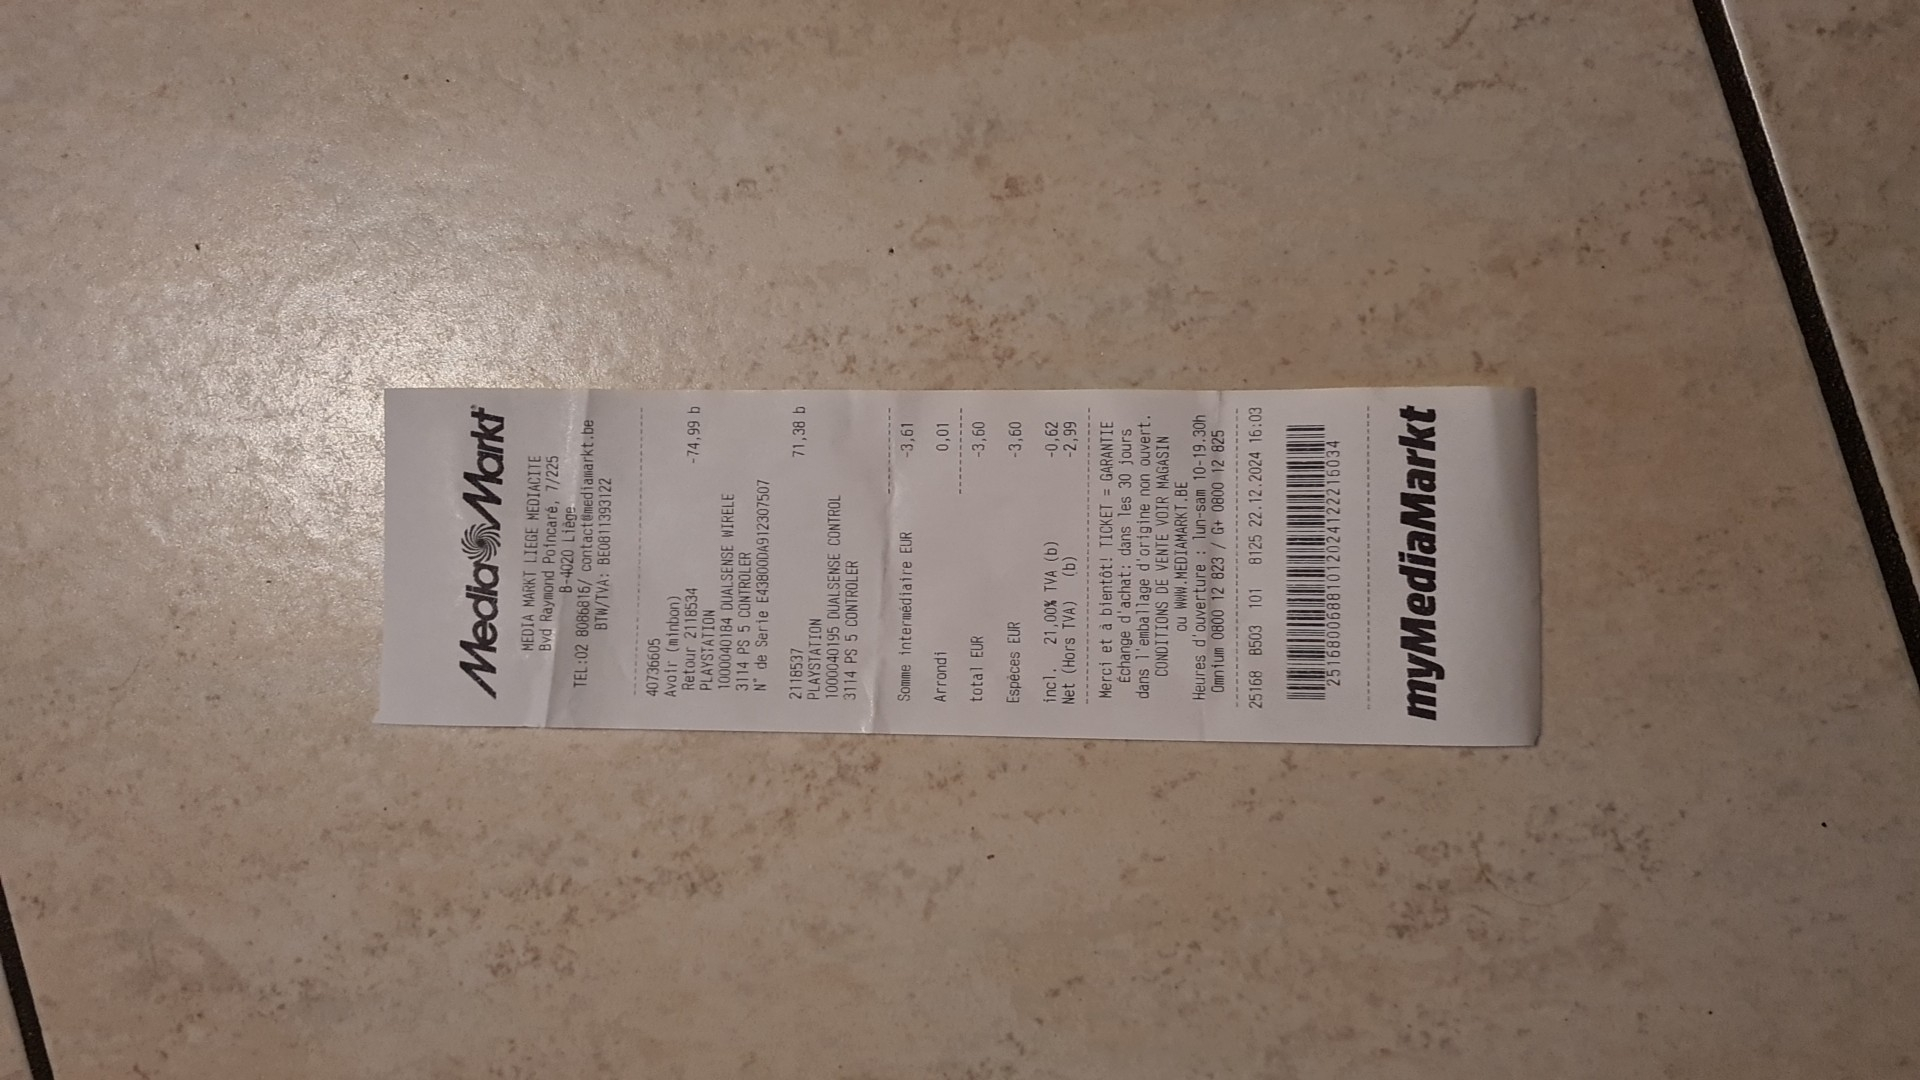 MediaMarkt
MEDIA MARKT LIEGE MEDIACITE
Bvd Raymond Poincaré, 7/225
B-4020 Liège
TEL:02 8086816/ contact@mediamarkt.be
BTW/TVA: BE0811393122
40736605
Avoir (minbon)
Retour 2118534 -74,99 b
PLAYSTATION
1000040184 DUALSENSE WIRELE
3114 PS 5 CONTROLER
N° de Serie E43800DA912307507
2118537 71,38 b
PLAYSTATION
1000040195 DUALSENSE CONTROL
3114 PS 5 CONTROLER
Somme intermédiaire EUR -3,61
Arrondi 0,01
total EUR -3,60
Espèces EUR -3,60
incl. 21,00% TVA (b) -0,62
Net (Hors TVA) (b) -2,99
Merci et à bientôt! TICKET = GARANTIE
Échange d'achat: dans les 30 jours
dans l'emballage d'origine non ouvert.
CONDITIONS DE VENTE VOIR MAGASIN
ou WWW.MEDIAMARKT.BE
Heures d'ouverture : lun-sam 10-19.30h
Omnium 0800 12 823 / G+ 0800 12 825
25168 B503 101 8125 22.12.2024 16:03
myMediaMarkt